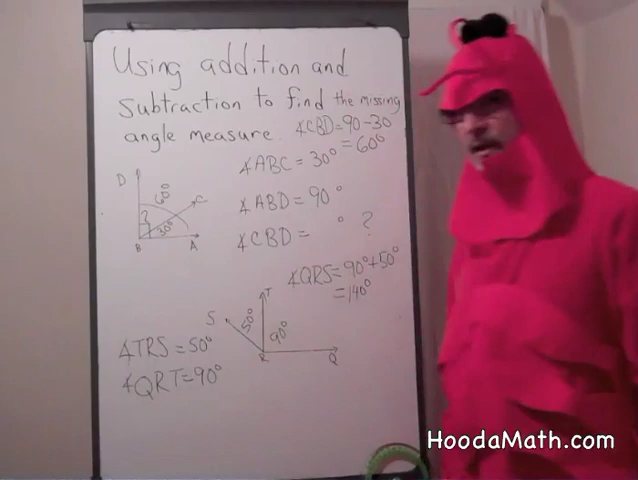 Using addition and
subtraction to find the missing
angle measure.
∡CBD=90-30
=60°
∡ABC=30°
∡ABD=90°
∡CBD= ° ?
D
60°
C
?
30°
B
A
∡QRS=90°+50°
=140°
T
S
50°
90°
R
Q
∡TRS=50°
∡QRT=90°
HoodaMath.com